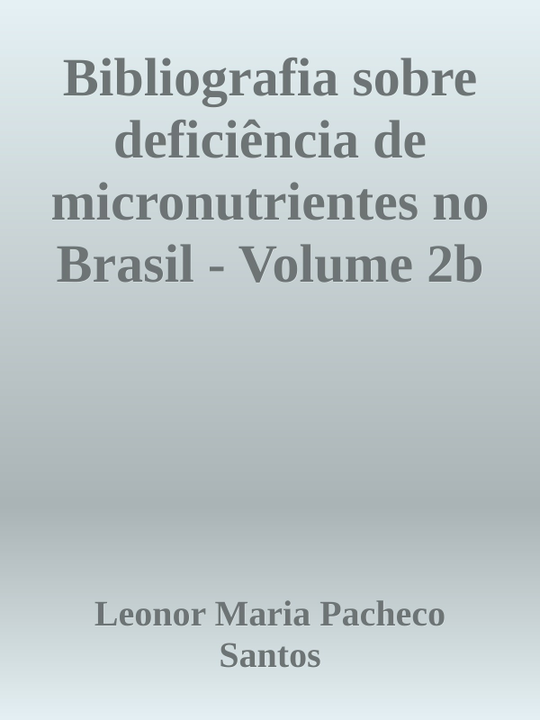 Bibliografia sobre
deficiência de
micronutrientes no
Brasil - Volume 2b
Leonor Maria Pacheco
Santos